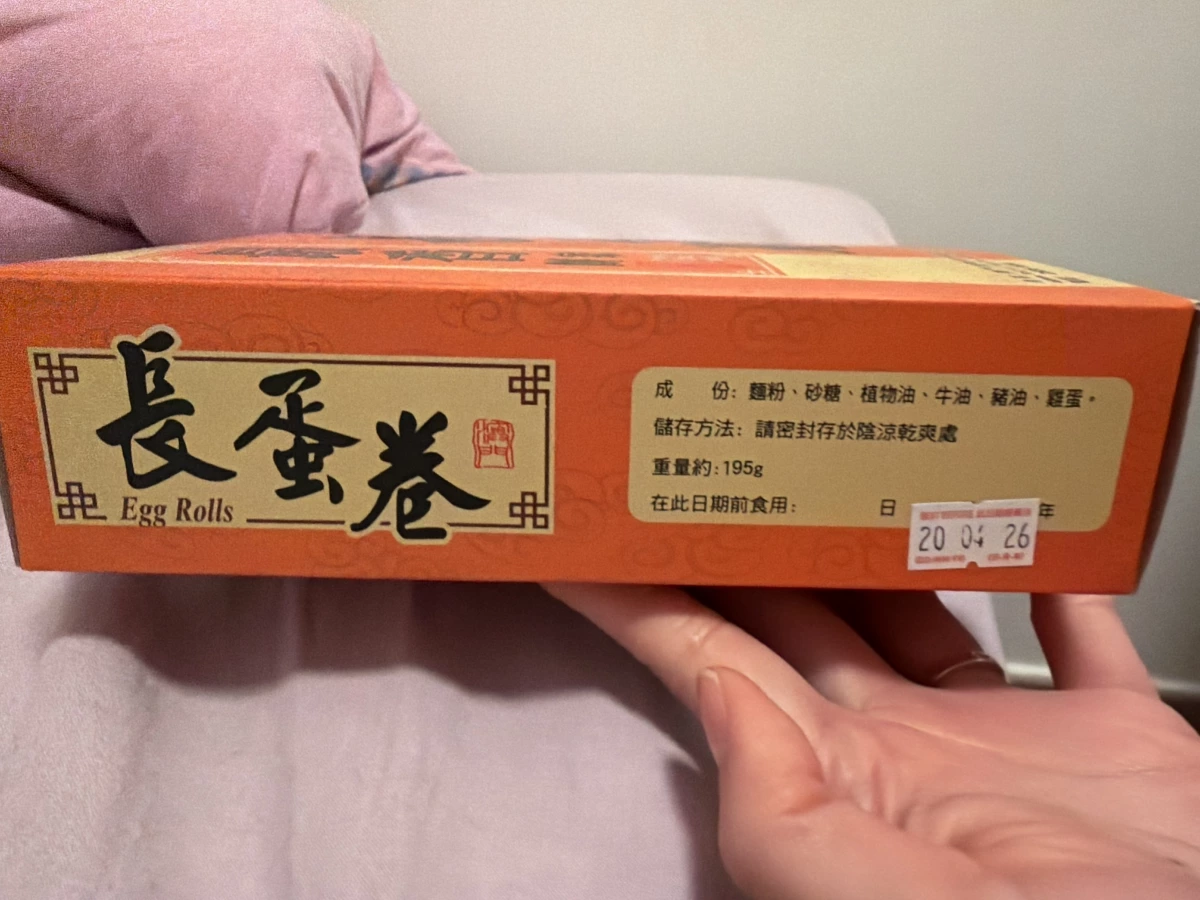 長蛋卷
Egg Rolls
成 份: 麵粉、砂糖、植物油、牛油、豬油、雞蛋。
儲存方法: 請密封存於陰涼乾爽處
重量約:195g
在此日期前食用: 日 年
20 04 26